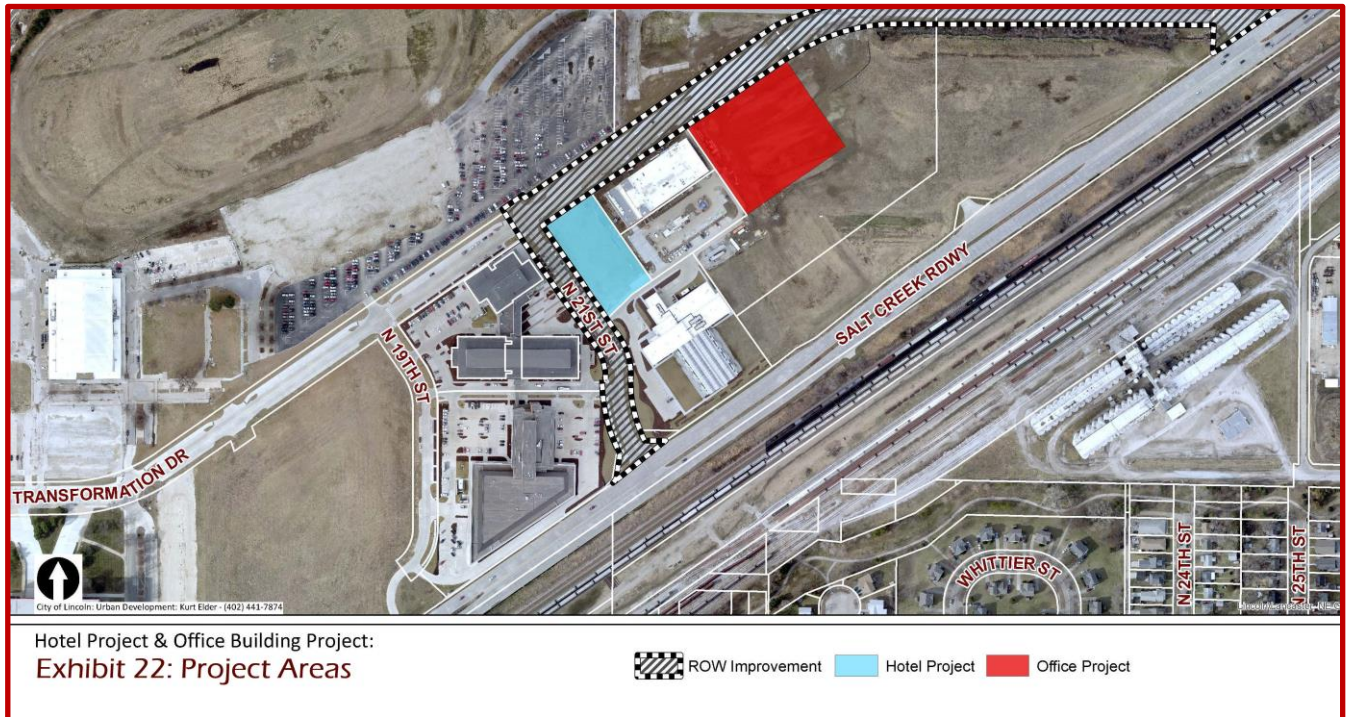 N 21ST ST
SALT CREEK RDWY
N 19TH ST
TRANSFORMATION DR
WHITTIER ST
N 24TH ST
N 25TH ST
City of Lincoln: Urban Development: Kurt Elder - (402) 441-7874
Hotel Project & Office Building Project:
Exhibit 22: Project Areas
ROW Improvement
Hotel Project
Office Project